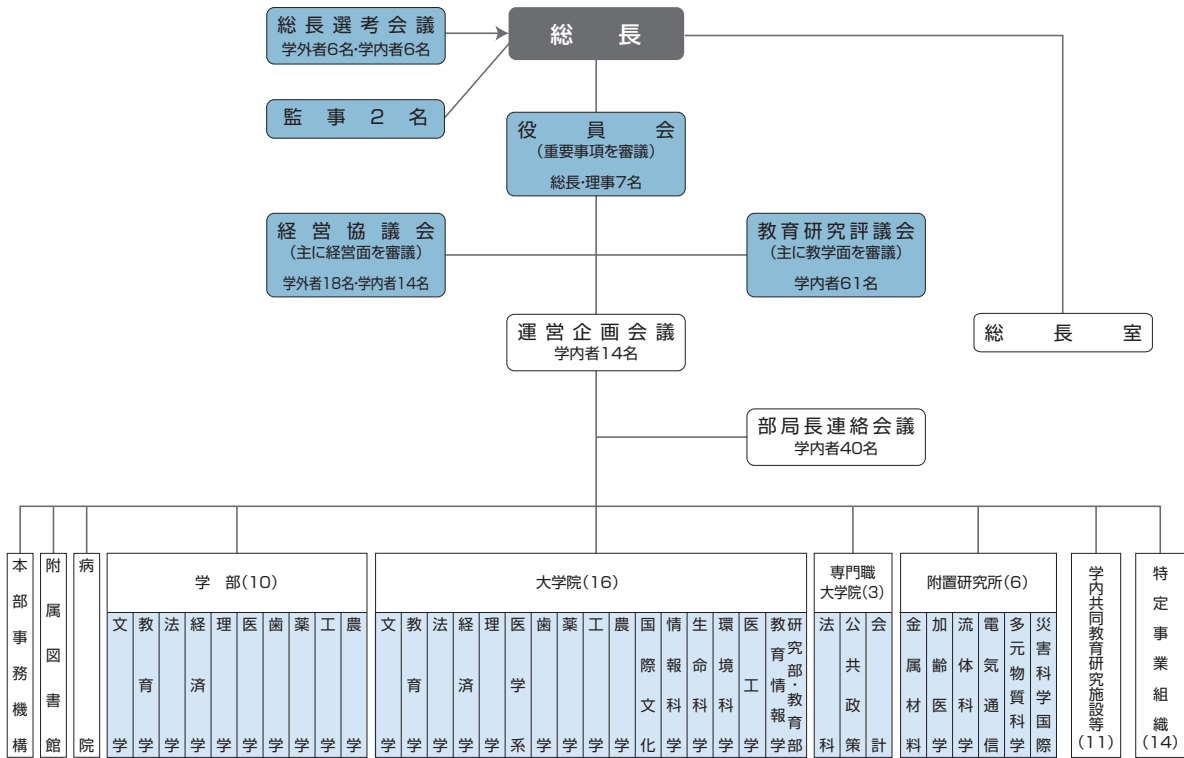 総長選考会議
学外者6名・学内者6名
総長
監事2名
役員会
(重要事項を審議)
総長・理事7名
経営協議会
(主に経営面を審議)
学外者18名・学内者14名
教育研究評議会
(主に教学面を審議)
学内者61名
運営企画会議
学内者14名
総長室
部局長連絡会議
学内者40名
本部事務機構
附属図書館
病院
学部(10)
文学
教育学
法学
経済学
理学
医学
歯学
薬学
工学
農学
大学院(16)
文学
教育学
法学
経済学
理学
医学系
歯学
薬学
工学
農学
国際文化
情報科学
生命科学
環境科学
医工学
教育情報学
研究部・教育部
専門職
大学院(3)
法科
公共政策
会計
附置研究所(6)
金属材料
加齢医学
流体科学
電気通信
多元物質科学
災害科学国際
学内共同教育研究施設等
(11)
特定事業組織
(14)